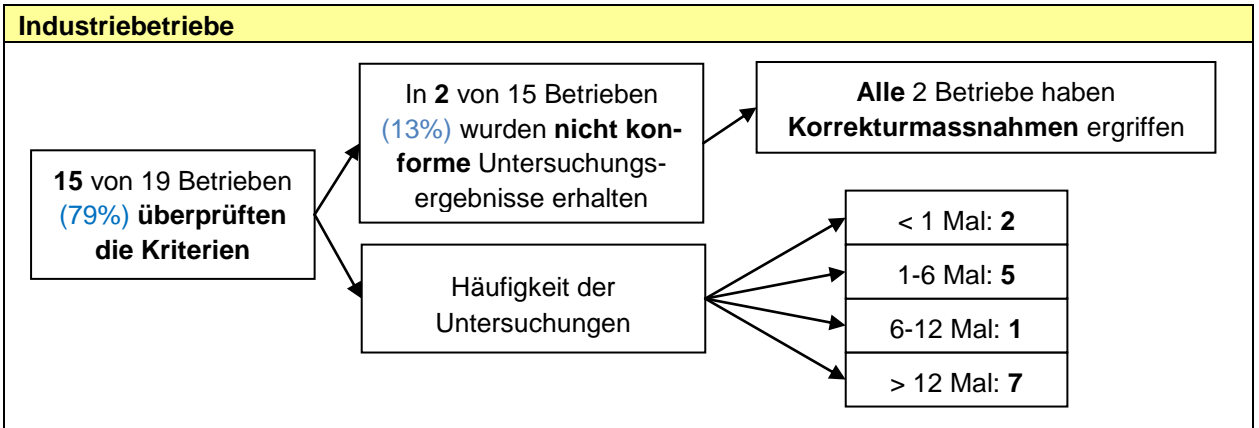 Industriebetriebe
15 von 19 Betrieben
(79%) überprüften
die Kriterien
In 2 von 15 Betrieben
(13%) wurden nicht kon-
forme Untersuchungs-
ergebnisse erhalten
Alle 2 Betriebe haben
Korrekturmassnahmen ergriffen
Häufigkeit der
Untersuchungen
< 1 Mal: 2
1-6 Mal: 5
6-12 Mal: 1
> 12 Mal: 7